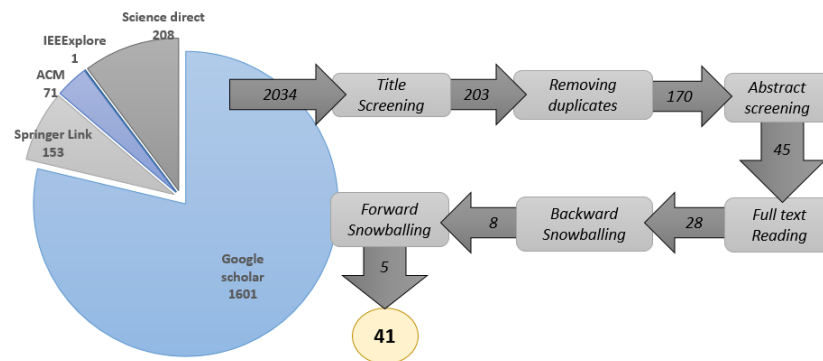 Science direct
208
IEEExplore
1
ACM
71
Springer Link
153
Google
scholar
1601
2034
Title
Screening
203
Removing
duplicates
170
Abstract
screening
45
Full text
Reading
28
Backward
Snowballing
8
Forward
Snowballing
5
41